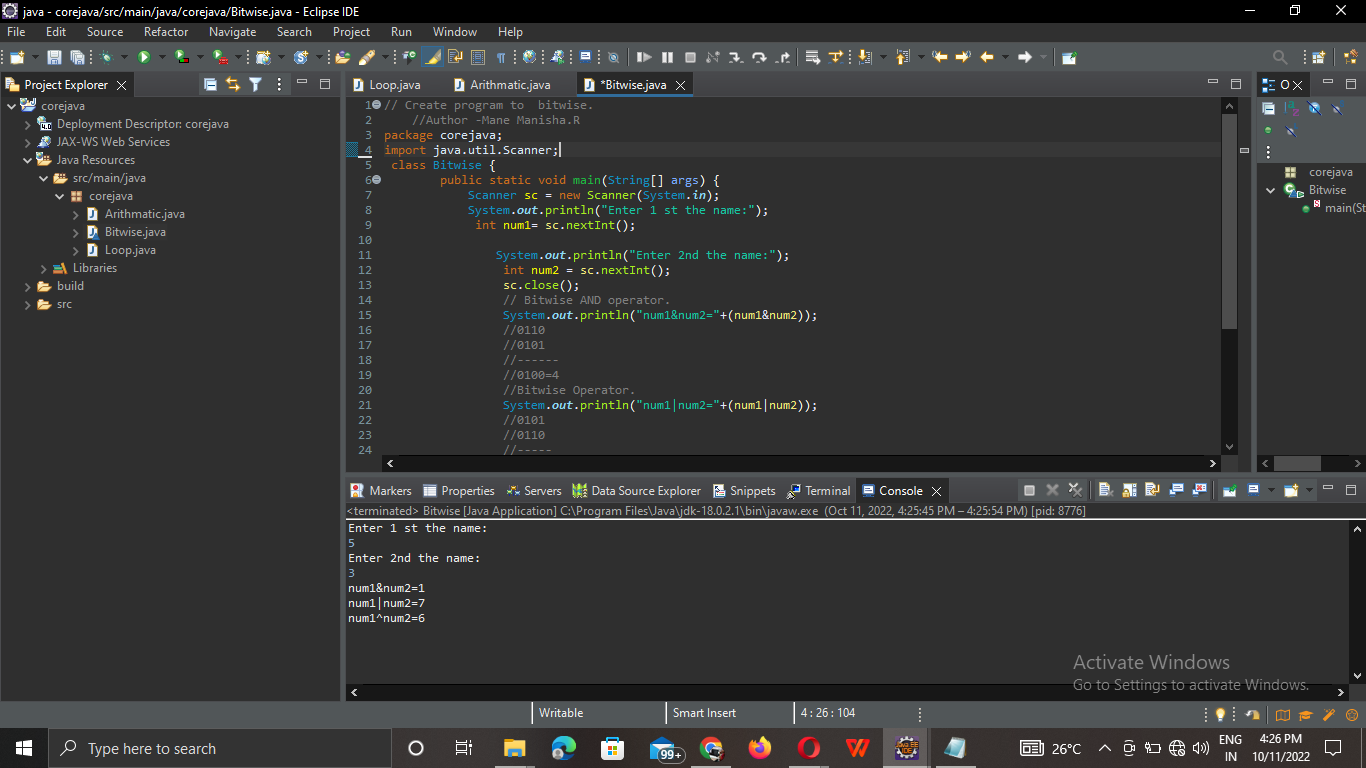 java - corejava/src/main/java/corejava/Bitwise.java - Eclipse IDE
File Edit Source Refactor Navigate Search Project Run Window Help
Project Explorer
Loop.java Arithmatic.java *Bitwise.java
corejava
Deployment Descriptor: corejava
JAX-WS Web Services
Java Resources
src/main/java
corejava
Arithmatic.java
Bitwise.java
Loop.java
Libraries
build
src
1 // Create program to  bitwise.
2 //Author -Mane Manisha.R
3 package corejava;
4 import java.util.Scanner;
5 class Bitwise {
6 public static void main(String[] args) {
7 Scanner sc = new Scanner(System.in);
8 System.out.println("Enter 1 st the name:");
9 int num1= sc.nextInt();
10
11 System.out.println("Enter 2nd the name:");
12 int num2 = sc.nextInt();
13 sc.close();
14 // Bitwise AND operator.
15 System.out.println("num1&num2="+(num1&num2));
16 //0110
17 //0101
18 //------
19 //0100=4
20 //Bitwise Operator.
21 System.out.println("num1|num2="+(num1|num2));
22 //0101
23 //0110
24 //-----
O
corejava
Bitwise
main(St
Markers Properties Servers Data Source Explorer Snippets Terminal Console
<terminated> Bitwise [Java Application] C:\Program Files\Java\jdk-18.0.2.1\bin\javaw.exe (Oct 11, 2022, 4:25:45 PM – 4:25:54 PM) [pid: 8776]
Enter 1 st the name:
5
Enter 2nd the name:
3
num1&num2=1
num1|num2=7
num1^num2=6
Activate Windows
Go to Settings to activate Windows.
Writable Smart Insert 4 : 26 : 104
Type here to search
99+
26°C
ENG
IN
4:26 PM
10/11/2022